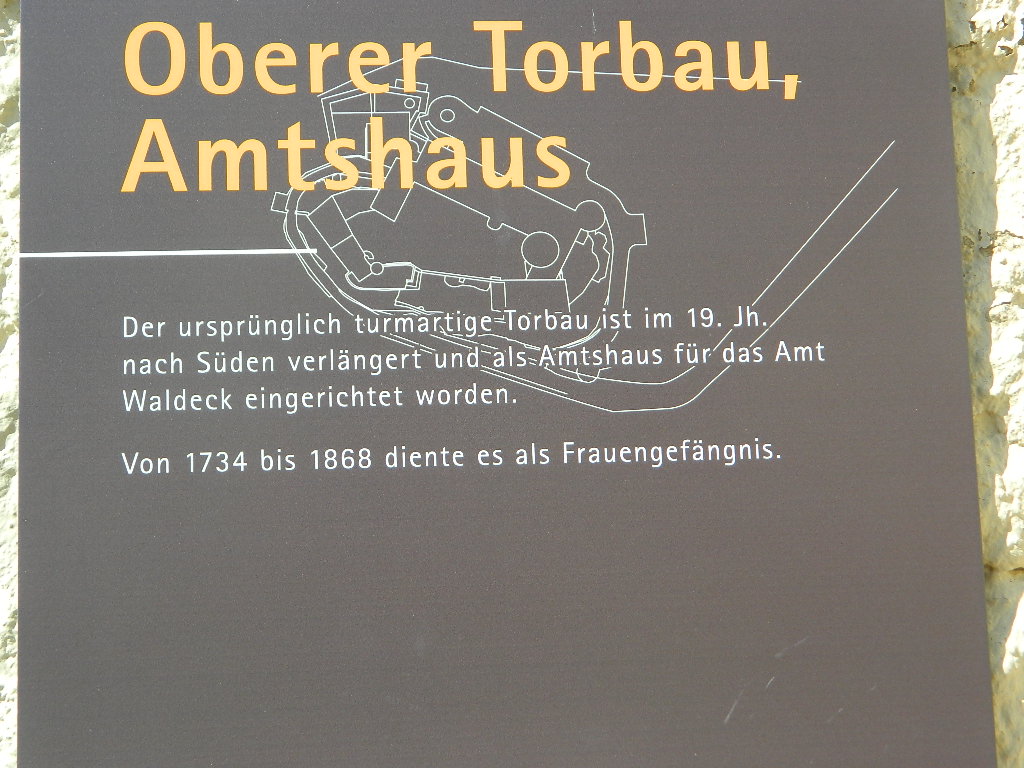 Oberer Torbau,
Amtshaus
Der ursprünglich turmartige Torbau ist im 19. Jh.
nach Süden verlängert und als Amtshaus für das Amt
Waldeck eingerichtet worden.
Von 1734 bis 1868 diente es als Frauengefängnis.